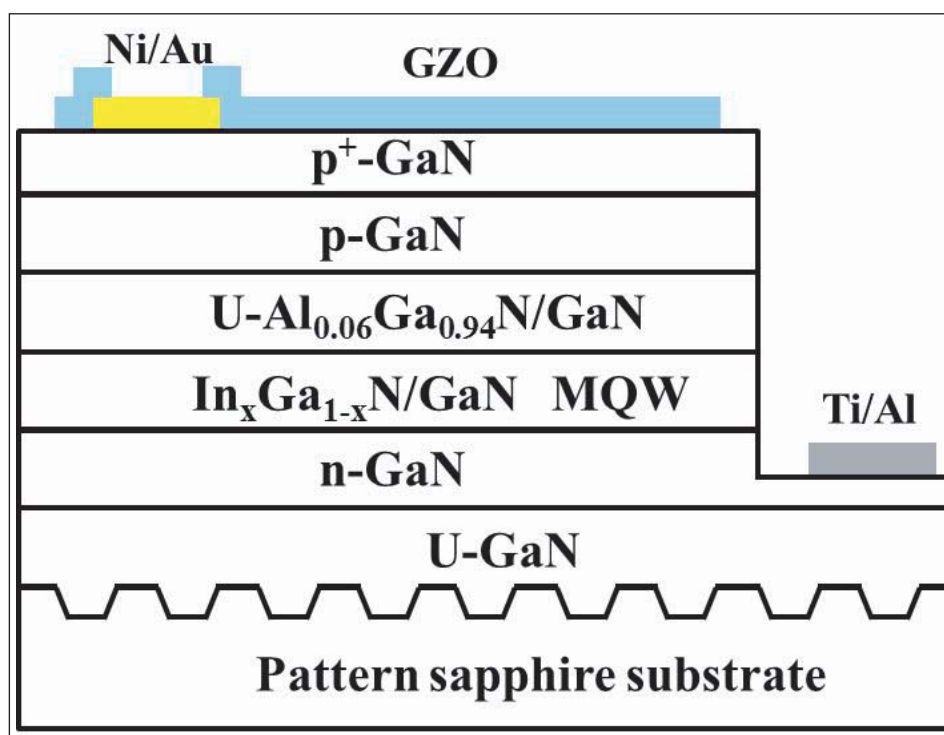 Ni/Au
GZO
p⁺-GaN
p-GaN
U-Al₀.₀₆Ga₀.₉₄N/GaN
InₓGa₁₋ₓN/GaN MQW
Ti/Al
n-GaN
U-GaN
Pattern sapphire substrate